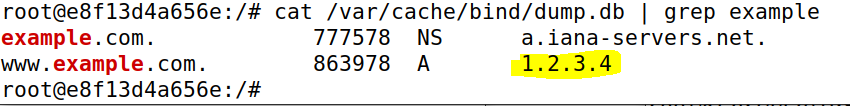 root@e8f13d4a656e:/# cat /var/cache/bind/dump.db | grep example
example.com. 777578 NS a.iana-servers.net.
www.example.com. 863978 A 1.2.3.4
root@e8f13d4a656e:/#